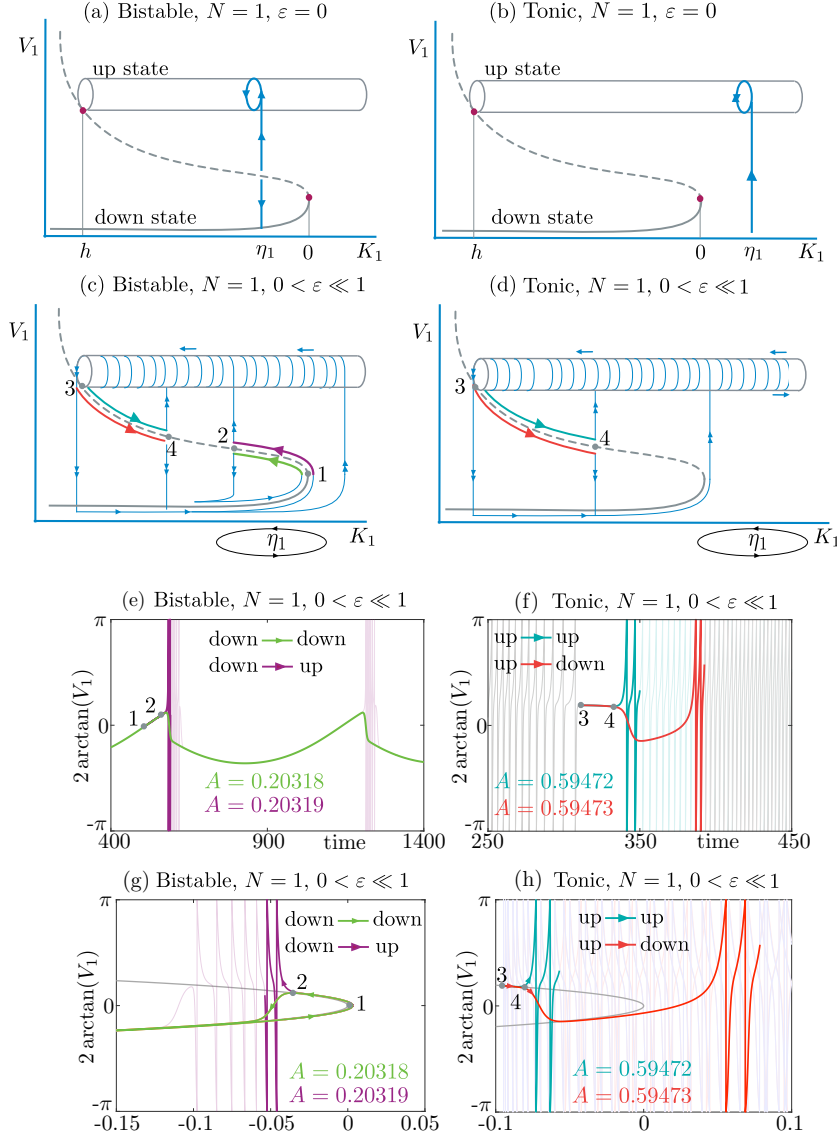 (a) Bistable, N = 1, ε = 0
V₁
up state
down state
h
η₁
0
K₁
(b) Tonic, N = 1, ε = 0
V₁
up state
down state
h
0
η₁
K₁
(c) Bistable, N = 1, 0 < ε ≪ 1
V₁
3
4
2
1
η₁
K₁
(d) Tonic, N = 1, 0 < ε ≪ 1
V₁
3
4
η₁
K₁
(e) Bistable, N = 1, 0 < ε ≪ 1
2 arctan(V₁)
π
0
-π
down down
down up
1
2
A = 0.20318
A = 0.20319
400
900
time
1400
(f) Tonic, N = 1, 0 < ε ≪ 1
2 arctan(V₁)
π
0
-π
up up
up down
3
4
A = 0.59472
A = 0.59473
250
350
time
450
(g) Bistable, N = 1, 0 < ε ≪ 1
2 arctan(V₁)
π
0
-π
down down
down up
2
1
A = 0.20318
A = 0.20319
-0.15
-0.1
-0.05
0
0.05
(h) Tonic, N = 1, 0 < ε ≪ 1
2 arctan(V₁)
π
0
-π
up up
up down
3
4
A = 0.59472
A = 0.59473
-0.1
0
0.1